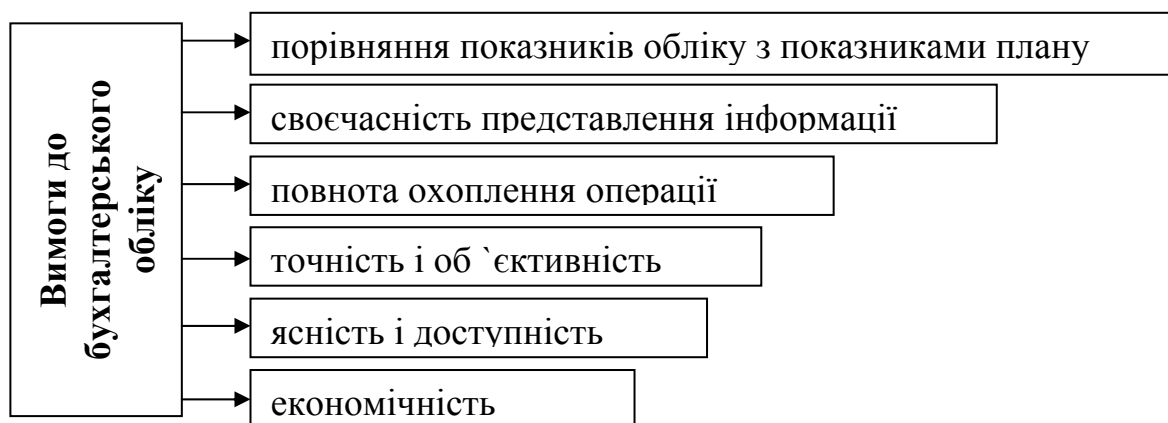 Вимоги до
бухгалтерського
обліку
порівняння показників обліку з показниками плану
своєчасність представлення інформації
повнота охоплення операції
точність і об `єктивність
ясність і доступність
економічність